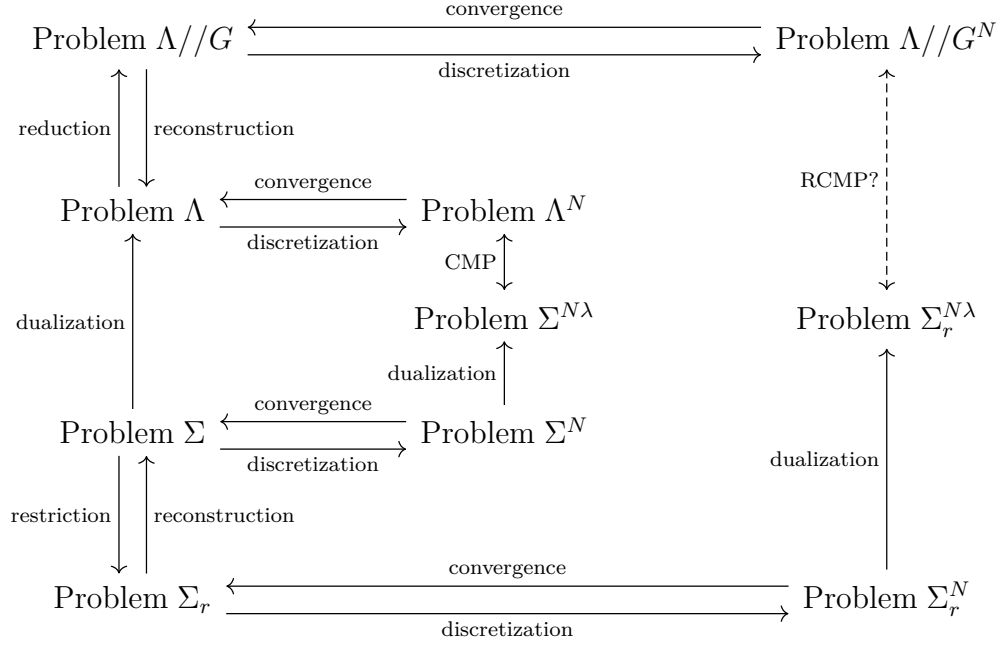 convergence
Problem Λ//G
Problem Λ//G^N
discretization
reduction
reconstruction
RCMP?
convergence
Problem Λ
Problem Λ^N
discretization
CMP
dualization
Problem Σ^{Nλ}
Problem Σ_r^{Nλ}
dualization
convergence
Problem Σ
Problem Σ^N
discretization
dualization
restriction
reconstruction
convergence
Problem Σ_r
Problem Σ_r^N
discretization